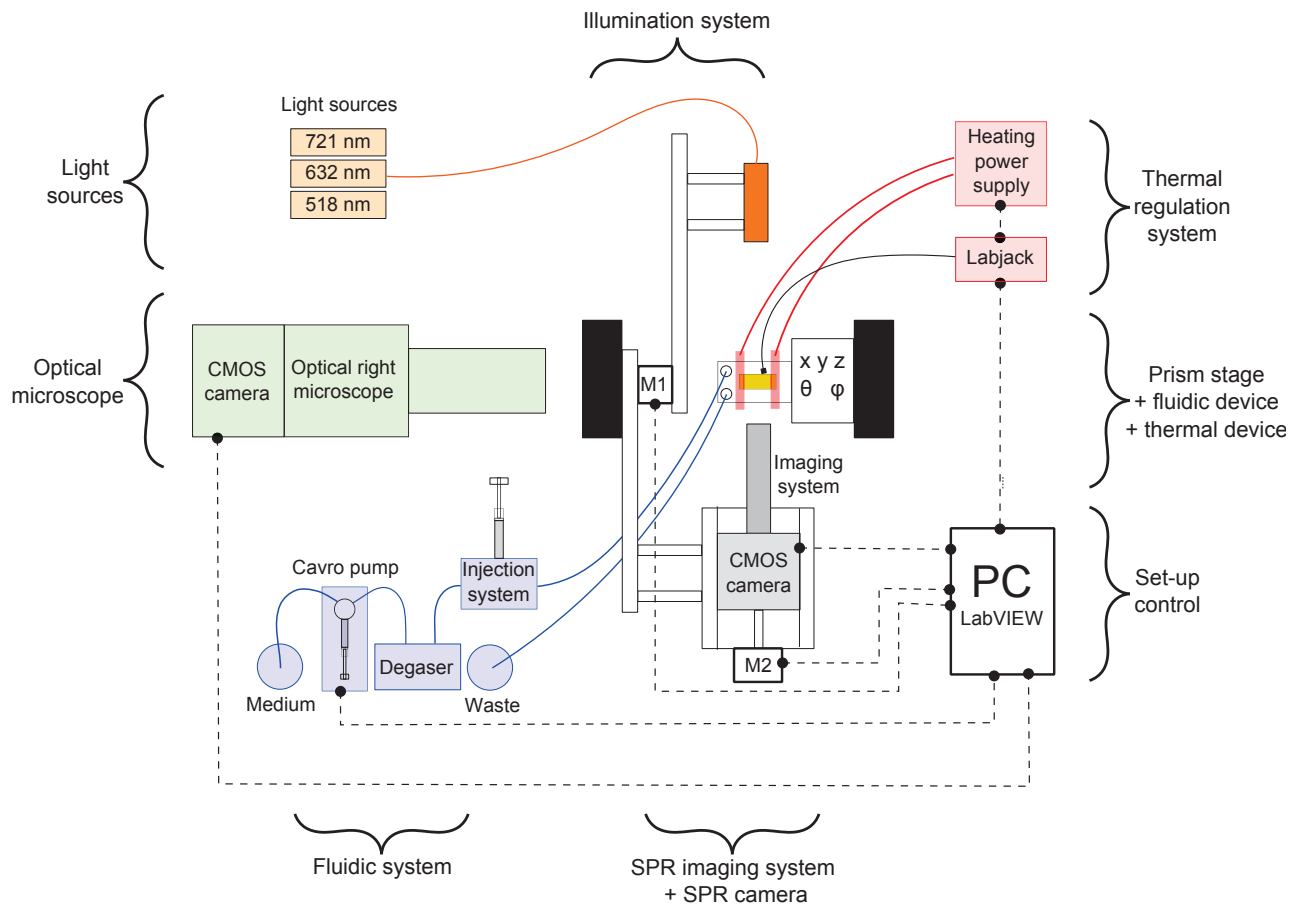 Illumination system
Light sources
721 nm
632 nm
518 nm
Light
sources
Heating
power
supply
Labjack
Thermal
regulation
system
Optical
microscope
CMOS
camera
Optical right
microscope
M1
x y z
θ φ
Prism stage
+ fluidic device
+ thermal device
Imaging
system
CMOS
camera
M2
PC
LabVIEW
Set-up
control
Cavro pump
Injection
system
Degaser
Medium
Waste
Fluidic system
SPR imaging system
+ SPR camera